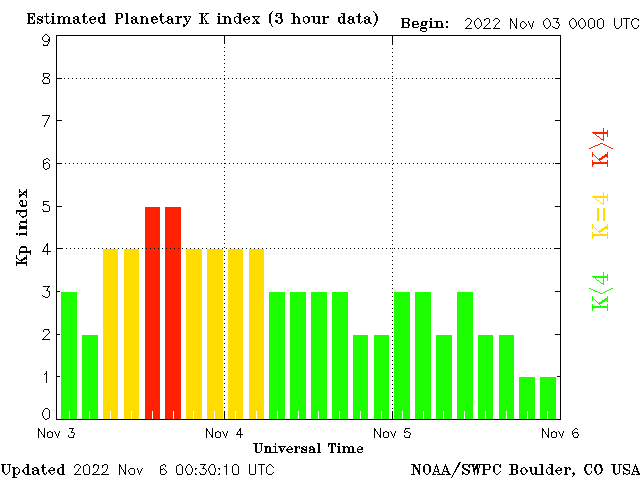 Estimated Planetary K index (3 hour data)
Begin: 2022 Nov 03 0000 UTC
9
8
7
6
5
4
3
2
1
0
Kp index
K>4
K=4
K<4
Nov 3
Nov 4
Nov 5
Nov 6
Universal Time
Updated 2022 Nov 6 00:30:10 UTC
NOAA/SWPC Boulder, CO USA